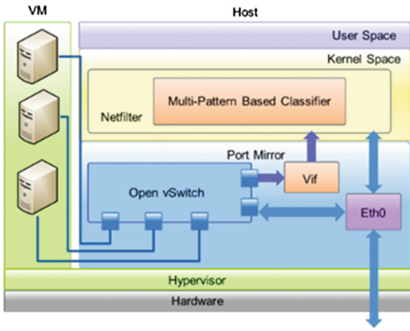 VM
Host
User Space
Kernel Space
Multi-Pattern Based Classifier
Netfilter
Port Mirror
Open vSwitch
Vif
Eth0
Hypervisor
Hardware